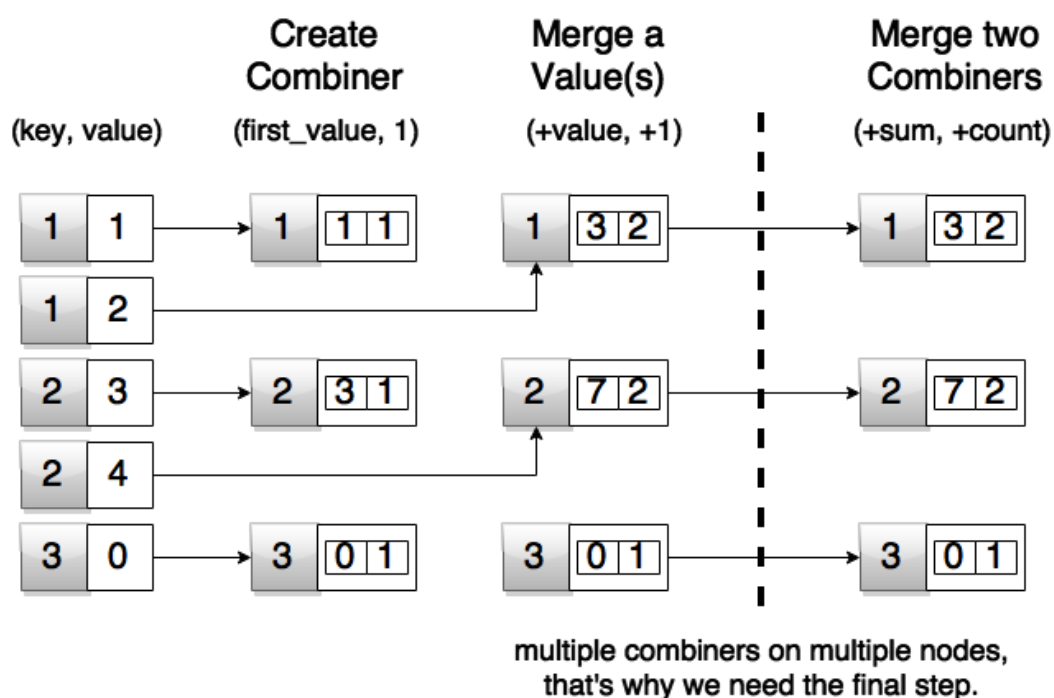 Create Combiner
Merge a Value(s)
Merge two Combiners
(key, value)
(first_value, 1)
(+value, +1)
(+sum, +count)
1 1
1 1 1
1 3 2
1 3 2
1 2
2 3
2 3 1
2 7 2
2 7 2
2 4
3 0
3 0 1
3 0 1
3 0 1
multiple combiners on multiple nodes,
that's why we need the final step.